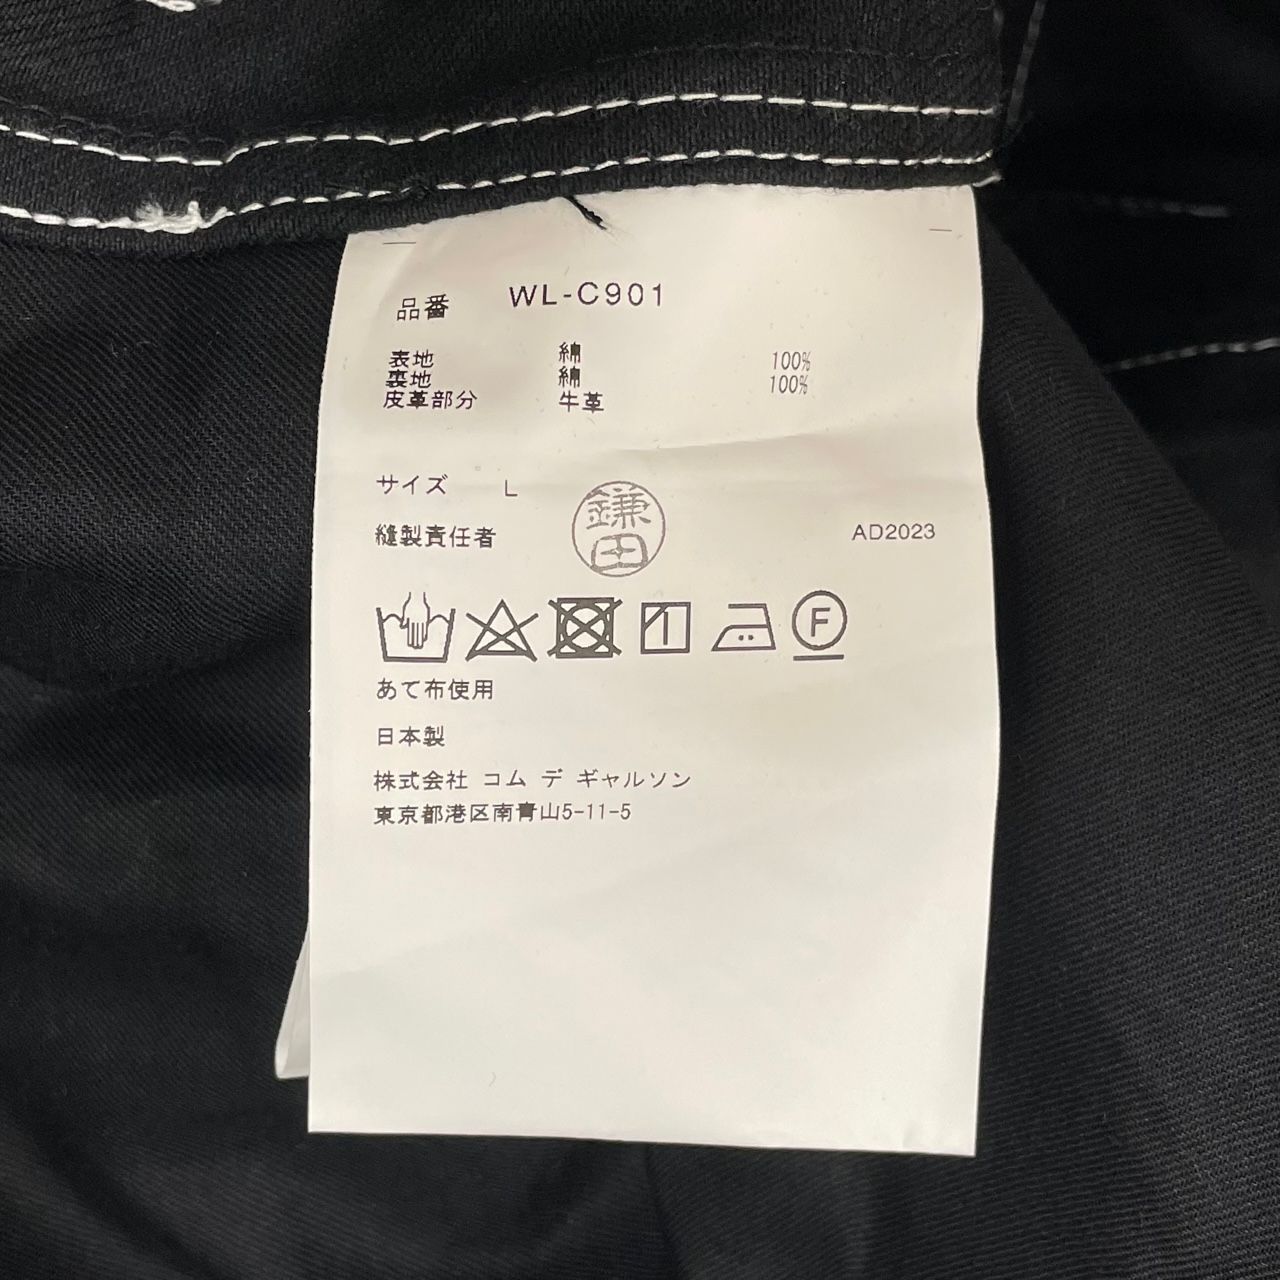 品番 WL-C901
表地 綿 100%
裏地 綿 100%
皮革部分 牛革
サイズ L
縫製責任者 鎌田 AD2023
F
あて布使用
日本製
株式会社 コム デ ギャルソン
東京都港区南青山5-11-5